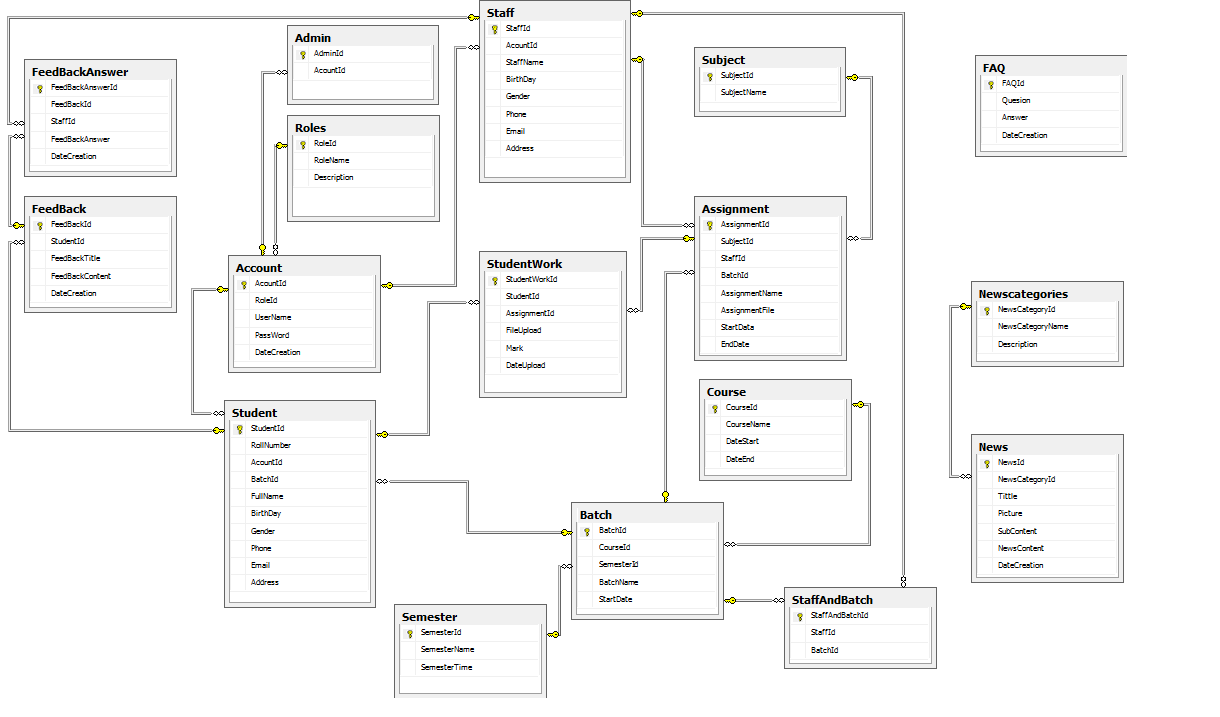 Staff
StaffId
AcountId
StaffName
BirthDay
Gender
Phone
Email
Address
Admin
AdminId
AcountId
FeedBackAnswer
FeedBackAnswerId
FeedBackId
StaffId
FeedBackAnswer
DateCreation
Roles
RoleId
RoleName
Description
Subject
SubjectId
SubjectName
FAQ
FAQId
Quesion
Answer
DateCreation
FeedBack
FeedBackId
StudentId
FeedBackTitle
FeedBackContent
DateCreation
Account
AcountId
RoleId
UserName
PassWord
DateCreation
StudentWork
StudentWorkId
StudentId
AssignmentId
FileUpload
Mark
DateUpload
Assignment
AssignmentId
SubjectId
StaffId
BatchId
AssignmentName
AssignmentFile
StartData
EndDate
Newscategories
NewsCategoryId
NewsCategoryName
Description
Student
StudentId
RollNumber
AcountId
BatchId
FullName
BirthDay
Gender
Phone
Email
Address
Course
CourseId
CourseName
DateStart
DateEnd
News
NewsId
NewsCategoryId
Tittle
Picture
SubContent
NewsContent
DateCreation
Batch
BatchId
CourseId
SemesterId
BatchName
StartDate
Semester
SemesterId
SemesterName
SemesterTime
StaffAndBatch
StaffAndBatchId
StaffId
BatchId